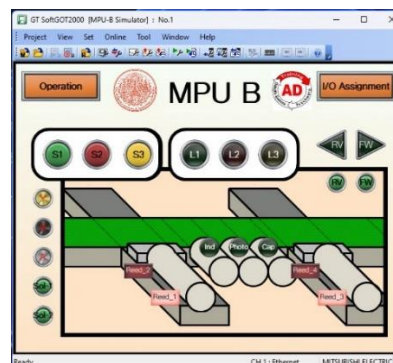 GT SoftGOT2000 [MPU-B Simulator] : No.1
Project View Set Online Tool Window Help
Operation
MPU B
AD
I/O Assignment
S1 S2 S3 L1 L2 L3 RV FW
RV FW
Ind Photo Cap
Reed_2 Reed_4
Reed_1 Reed_3
Ready CH 1 : Ethernet MITSUBISHI ELECTRIC